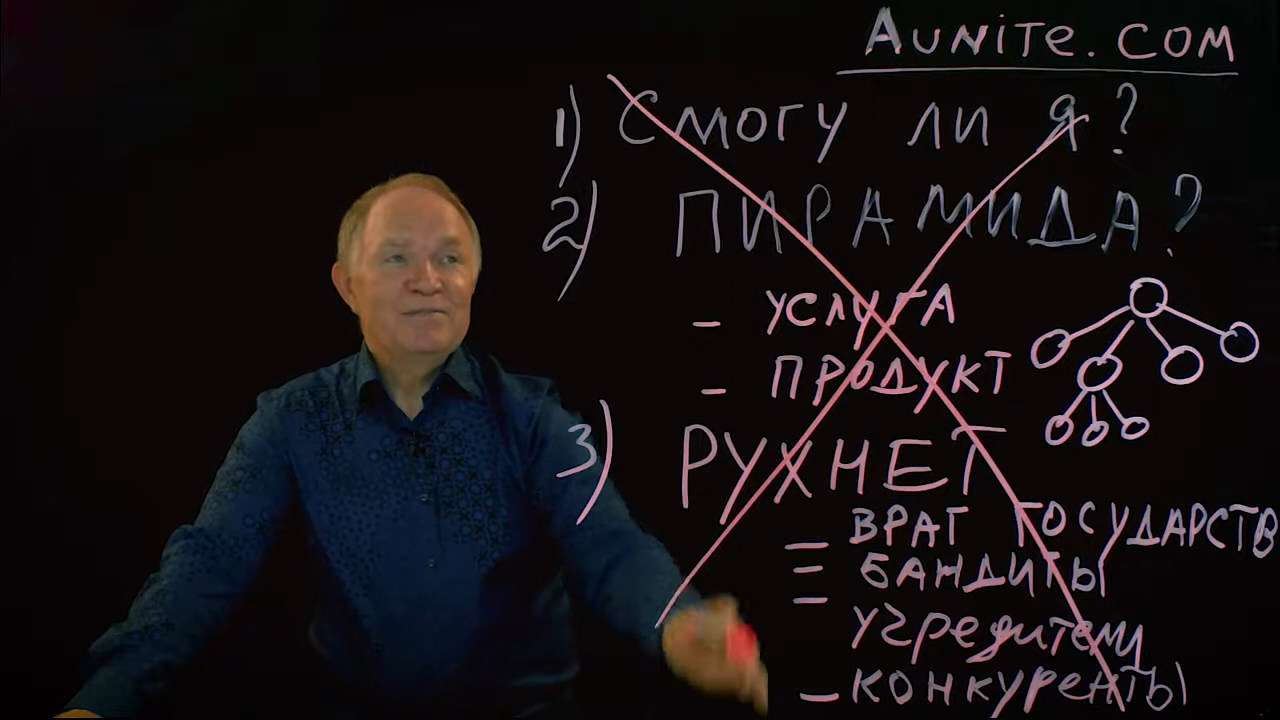 AUNiTE.COM
1) СМОГУ ЛИ Я?
2) ПИРАМИДА?
- УСЛУГА
- ПРОДУКТ
3) РУХНЕТ
- ВРАГ ГОСУДАРСТВ
- БАНДИТЫ
- Учредители
- КОНКУРЕНТЫ